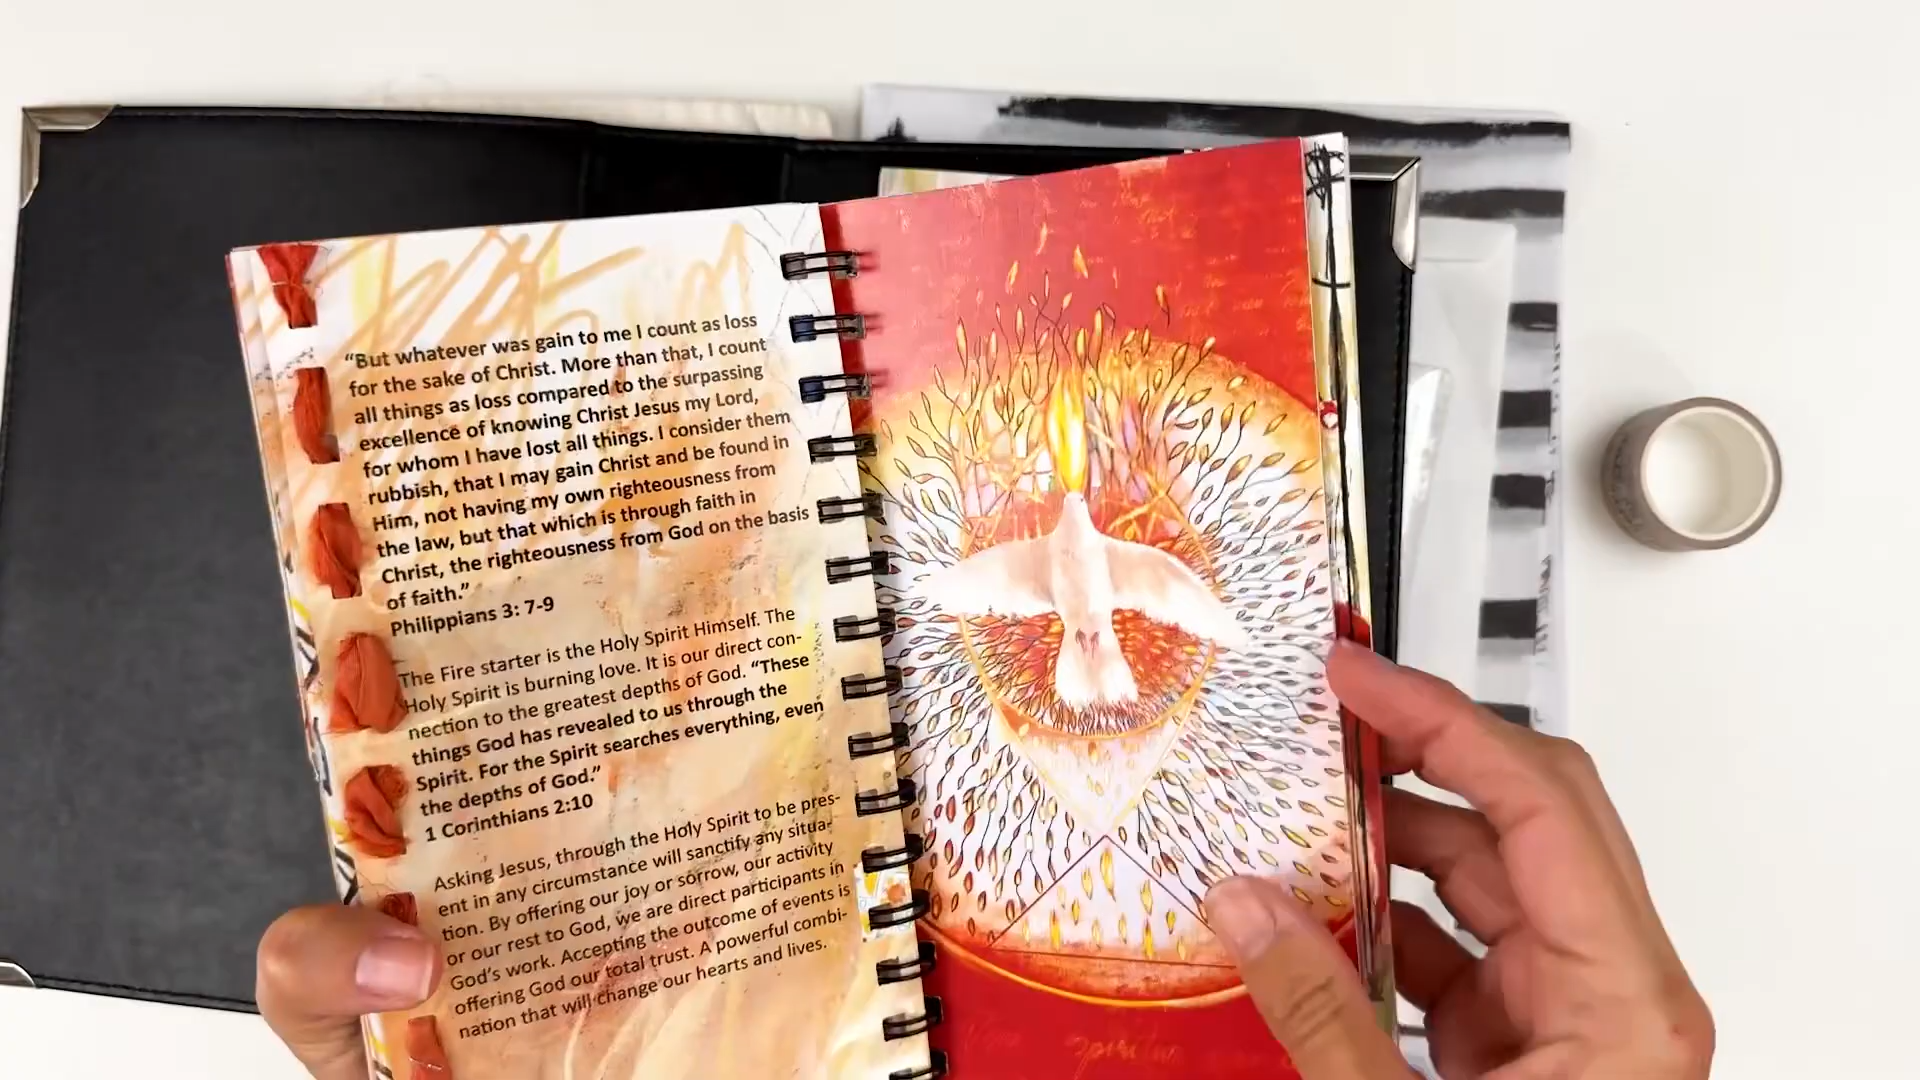 “But whatever was gain to me I count as loss
for the sake of Christ. More than that, I count
all things as loss compared to the surpassing
excellence of knowing Christ Jesus my Lord,
for whom I have lost all things. I consider them
rubbish, that I may gain Christ and be found in
Him, not having my own righteousness from
the law, but that which is through faith in
Christ, the righteousness from God on the basis
of faith.”
Philippians 3: 7-9
The Fire starter is the Holy Spirit Himself. The
Holy Spirit is burning love. It is our direct con-
nection to the greatest depths of God. “These
things God has revealed to us through the
Spirit. For the Spirit searches everything, even
the depths of God.”
1 Corinthians 2:10
Asking Jesus, through the Holy Spirit to be pres-
ent in any circumstance will sanctify any situa-
tion. By offering our joy or sorrow, our activity
or our rest to God, we are direct participants in
God’s work. Accepting the outcome of events is
offering God our total trust. A powerful combi-
nation that will change our hearts and lives.